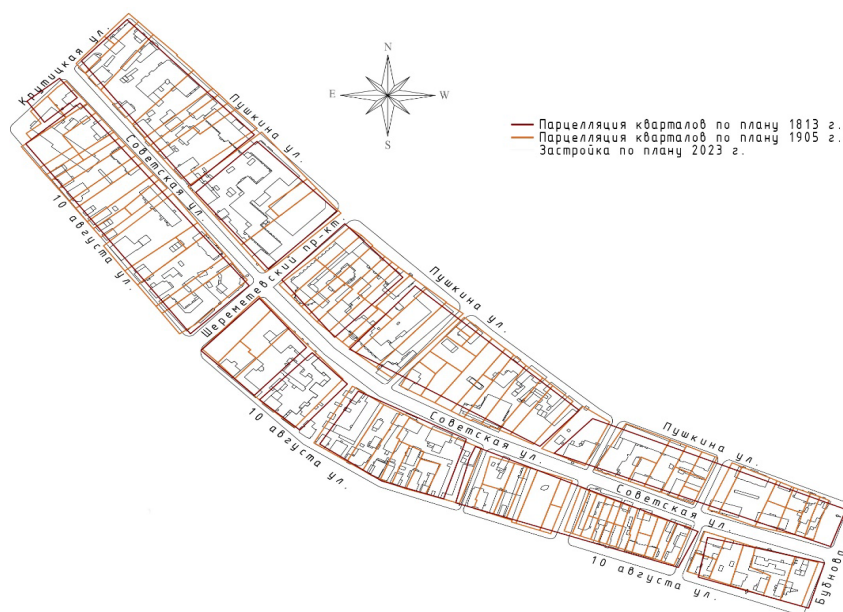 Крутицкая ул.
Пушкина ул.
N
E
W
S
Парцелляция кварталов по плану 1813 г.
Парцелляция кварталов по плану 1905 г.
Застройка по плану 2023 г.
Советская ул.
10 августа ул.
Шереметевский пр-кт
Пушкина ул.
10 августа ул.
Советская ул.
Пушкина ул.
Советская ул.
10 августа ул.
Бубнова